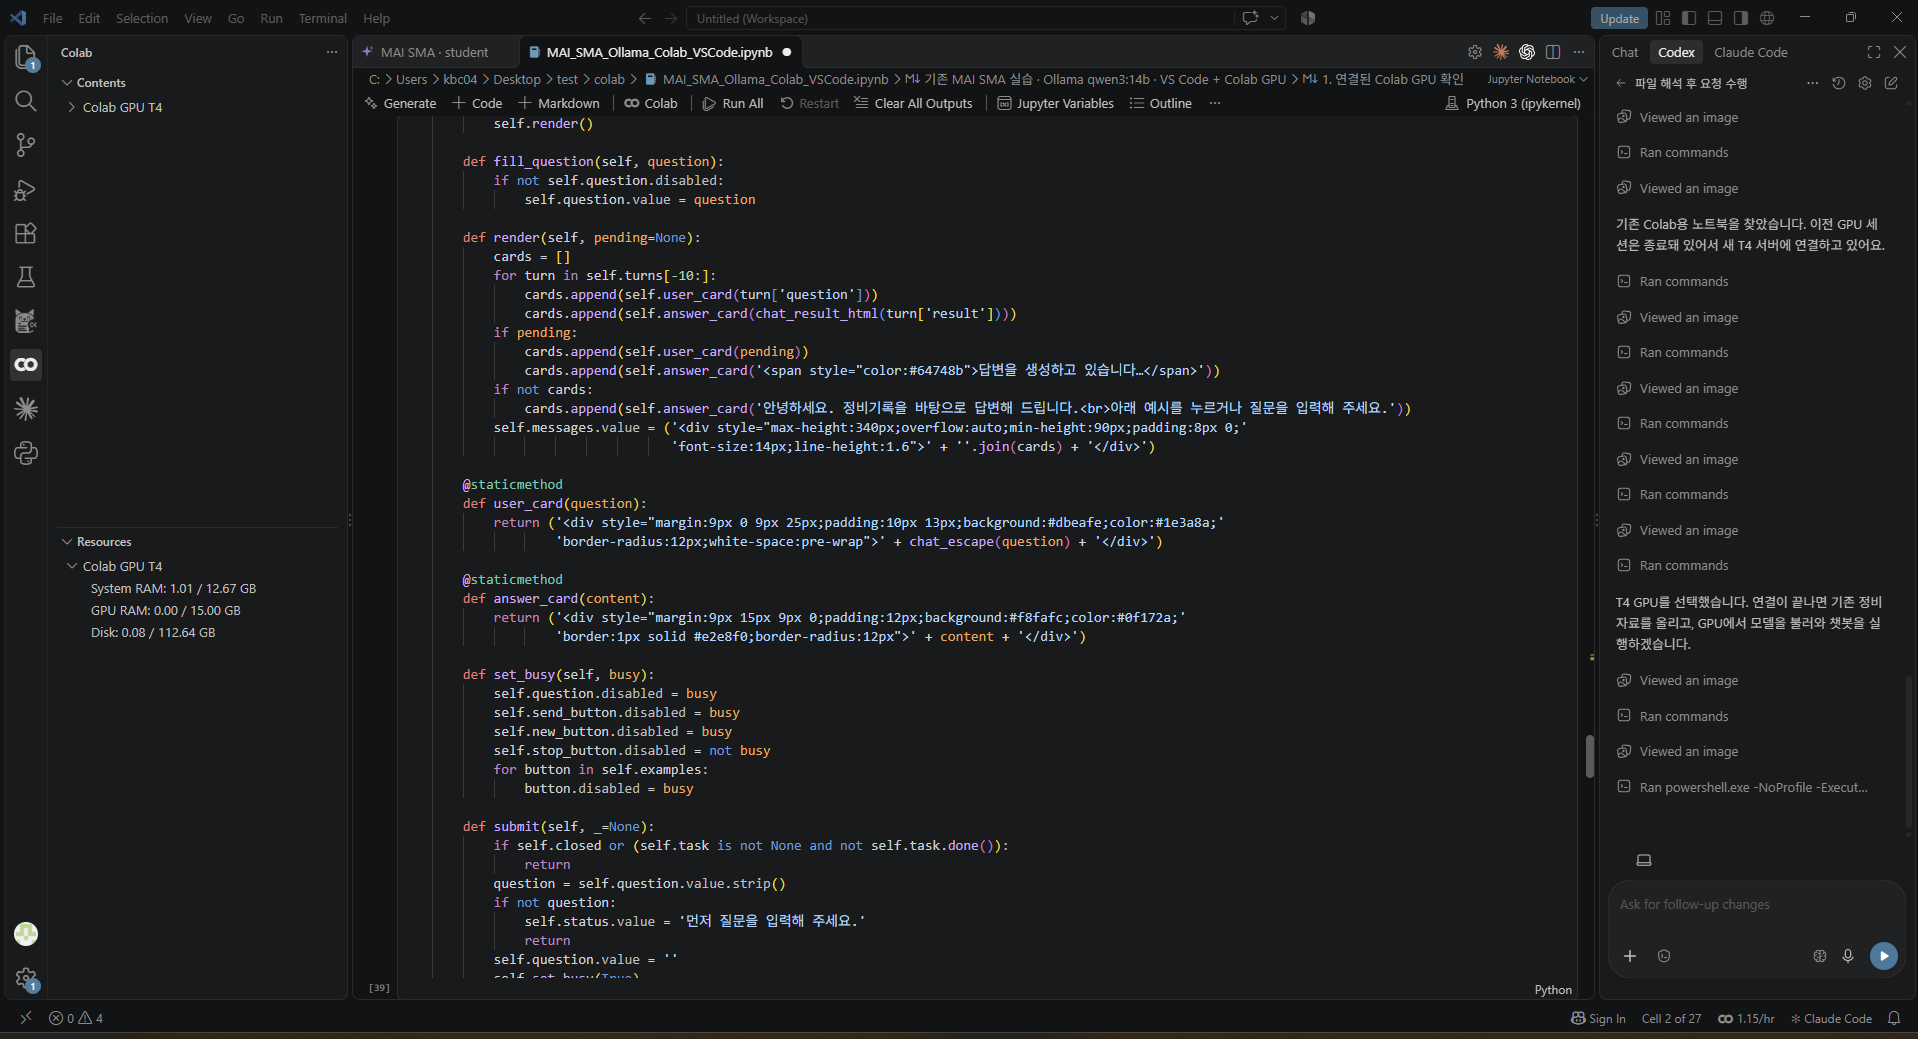 File Edit Selection View Go Run Terminal Help
Untitled (Workspace)
Update
Colab
Contents
Colab GPU T4
Resources
Colab GPU T4
System RAM: 1.01 / 12.67 GB
GPU RAM: 0.00 / 15.00 GB
Disk: 0.08 / 112.64 GB
MAI SMA · student
MAI_SMA_Ollama_Colab_VSCode.ipynb
C: > Users > kbc04 > Desktop > test > colab > MAI_SMA_Ollama_Colab_VSCode.ipynb > M↓ 기존 MAI SMA 실습 · Ollama qwen3:14b · VS Code + Colab GPU > M↓ 1. 연결된 Colab GPU 확인
Jupyter Notebook
Generate + Code + Markdown Colab Run All Restart Clear All Outputs Jupyter Variables Outline ···
Python 3 (ipykernel)
self.render()
def fill_question(self, question):
if not self.question.disabled:
self.question.value = question
def render(self, pending=None):
cards = []
for turn in self.turns[-10:]:
cards.append(self.user_card(turn['question']))
cards.append(self.answer_card(chat_result_html(turn['result'])))
if pending:
cards.append(self.user_card(pending))
cards.append(self.answer_card('<span style="color:#64748b">답변을 생성하고 있습니다…</span>'))
if not cards:
cards.append(self.answer_card('안녕하세요. 정비기록을 바탕으로 답변해 드립니다.<br>아래 예시를 누르거나 질문을 입력해 주세요.'))
self.messages.value = ('<div style="max-height:340px;overflow:auto;min-height:90px;padding:8px 0;'
'font-size:14px;line-height:1.6">' + ''.join(cards) + '</div>')
@staticmethod
def user_card(question):
return ('<div style="margin:9px 0 9px 25px;padding:10px 13px;background:#dbeafe;color:#1e3a8a;'
'border-radius:12px;white-space:pre-wrap">' + chat_escape(question) + '</div>')
@staticmethod
def answer_card(content):
return ('<div style="margin:9px 15px 9px 0;padding:12px;background:#f8fafc;color:#0f172a;'
'border:1px solid #e2e8f0;border-radius:12px">' + content + '</div>')
def set_busy(self, busy):
self.question.disabled = busy
self.send_button.disabled = busy
self.new_button.disabled = busy
self.stop_button.disabled = not busy
for button in self.examples:
button.disabled = busy
def submit(self, _=None):
if self.closed or (self.task is not None and not self.task.done()):
return
question = self.question.value.strip()
if not question:
self.status.value = '먼저 질문을 입력해 주세요.'
return
self.question.value = ''
self.set_busy(True)
[39]
Python
Chat Codex Claude Code
파일 해석 후 요청 수행
Viewed an image
Ran commands
Viewed an image
기존 Colab용 노트북을 찾았습니다. 이전 GPU 세
션은 종료돼 있어서 새 T4 서버에 연결하고 있어요.
Ran commands
Viewed an image
Ran commands
Viewed an image
Ran commands
Viewed an image
Ran commands
Viewed an image
Ran commands
T4 GPU를 선택했습니다. 연결이 끝나면 기존 정비
자료를 올리고, GPU에서 모델을 불러와 챗봇을 실
행하겠습니다.
Viewed an image
Ran commands
Viewed an image
Ran powershell.exe -NoProfile -Execut...
Ask for follow-up changes
0 4
Sign In Cell 2 of 27 1.15/hr Claude Code